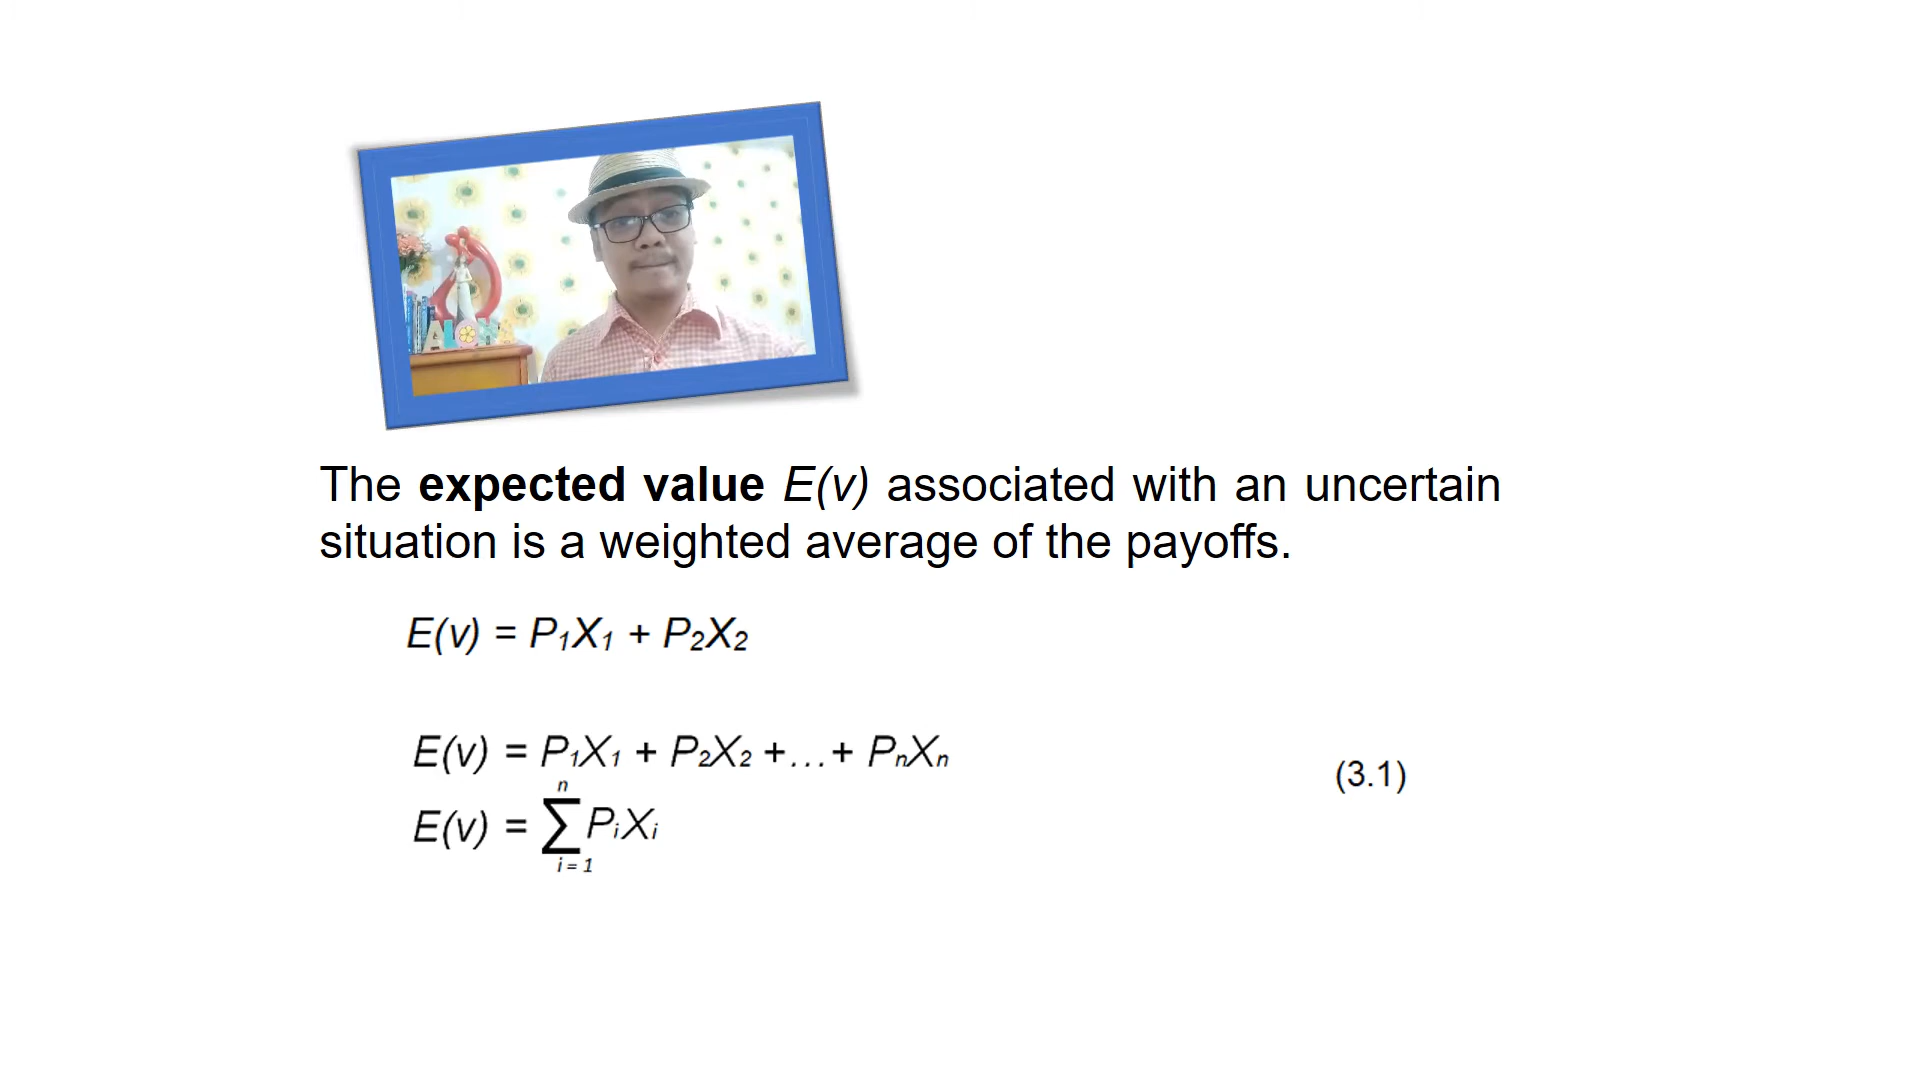 ALOHA
The expected value E(v) associated with an uncertain
situation is a weighted average of the payoffs.
E(v) = P₁X₁ + P₂X₂
E(v) = P₁X₁ + P₂X₂ +...+ PₙXₙ
(3.1)
n
E(v) = ∑PᵢXᵢ
i = 1